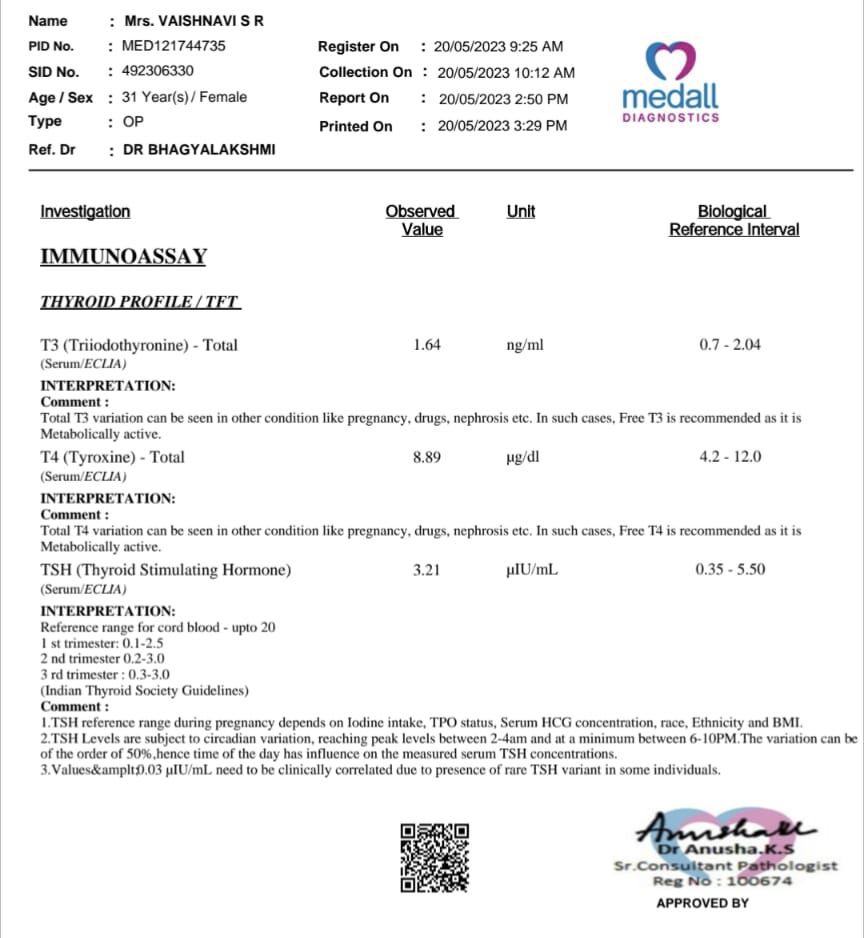 Name : Mrs. VAISHNAVI S R
PID No. : MED121744735
SID No. : 492306330
Age / Sex : 31 Year(s) / Female
Type : OP
Ref. Dr : DR BHAGYALAKSHMI
Register On : 20/05/2023 9:25 AM
Collection On : 20/05/2023 10:12 AM
Report On : 20/05/2023 2:50 PM
Printed On : 20/05/2023 3:29 PM
medall
DIAGNOSTICS
Investigation Observed Value Unit Biological Reference Interval
IMMUNOASSAY
THYROID PROFILE / TFT
T3 (Triiodothyronine) - Total 1.64 ng/ml 0.7 - 2.04
(Serum/ECLIA)
INTERPRETATION:
Comment :
Total T3 variation can be seen in other condition like pregnancy, drugs, nephrosis etc. In such cases, Free T3 is recommended as it is
Metabolically active.
T4 (Tyroxine) - Total 8.89 µg/dl 4.2 - 12.0
(Serum/ECLIA)
INTERPRETATION:
Comment :
Total T4 variation can be seen in other condition like pregnancy, drugs, nephrosis etc. In such cases, Free T4 is recommended as it is
Metabolically active.
TSH (Thyroid Stimulating Hormone) 3.21 µIU/mL 0.35 - 5.50
(Serum/ECLIA)
INTERPRETATION:
Reference range for cord blood - upto 20
1 st trimester: 0.1-2.5
2 nd trimester 0.2-3.0
3 rd trimester : 0.3-3.0
(Indian Thyroid Society Guidelines)
Comment :
1.TSH reference range during pregnancy depends on Iodine intake, TPO status, Serum HCG concentration, race, Ethnicity and BMI.
2.TSH Levels are subject to circadian variation, reaching peak levels between 2-4am and at a minimum between 6-10PM.The variation can be
of the order of 50%,hence time of the day has influence on the measured serum TSH concentrations.
3.Values&amplt;0.03 µIU/mL need to be clinically correlated due to presence of rare TSH variant in some individuals.
Dr Anusha.K.S
Sr.Consultant Pathologist
Reg No : 100674
APPROVED BY